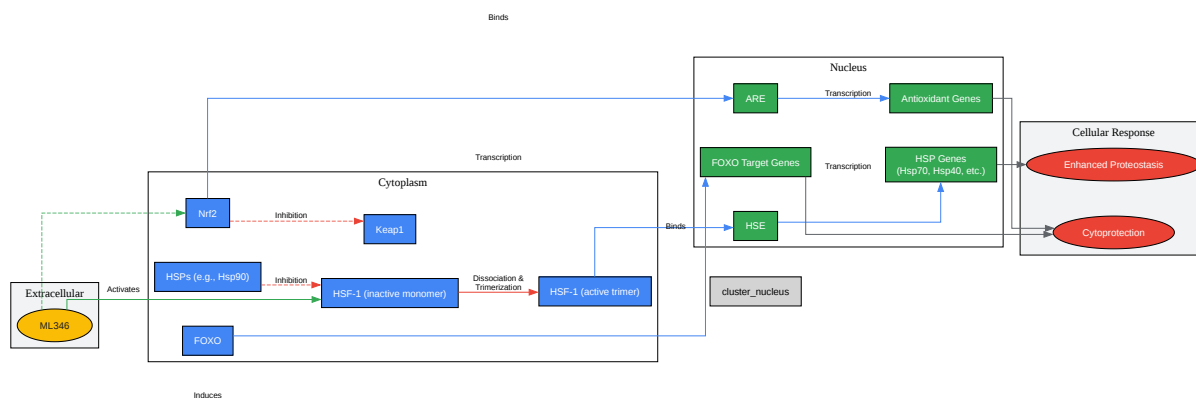 Binds
Nucleus
ARE
Transcription
Antioxidant Genes
Cellular Response
Transcription
FOXO Target Genes
Transcription
HSP Genes
(Hsp70, Hsp40, etc.)
Enhanced Proteostasis
Cytoplasm
Nrf2
Inhibition
Keap1
Binds
HSE
Cytoprotection
HSPs (e.g., Hsp90)
Inhibition
HSF-1 (inactive monomer)
Dissociation &
Trimerization
HSF-1 (active trimer)
cluster_nucleus
Extracellular
Activates
ML346
FOXO
Induces